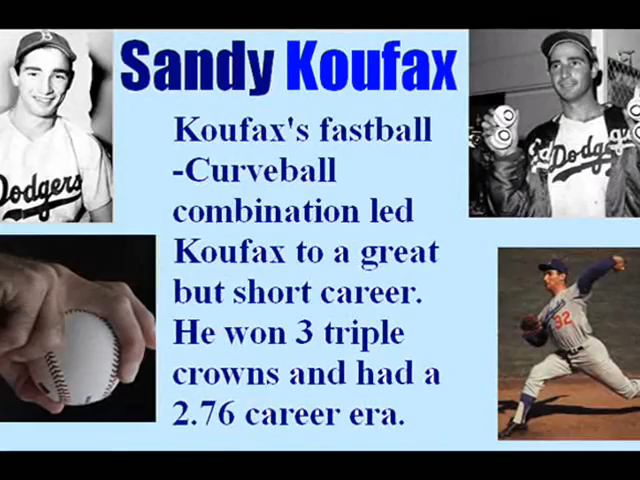 Sandy Koufax
Koufax's fastball
-Curveball
combination led
Koufax to a great
but short career.
He won 3 triple
crowns and had a
2.76 career era.
B
Dodgers
Dodgers
32